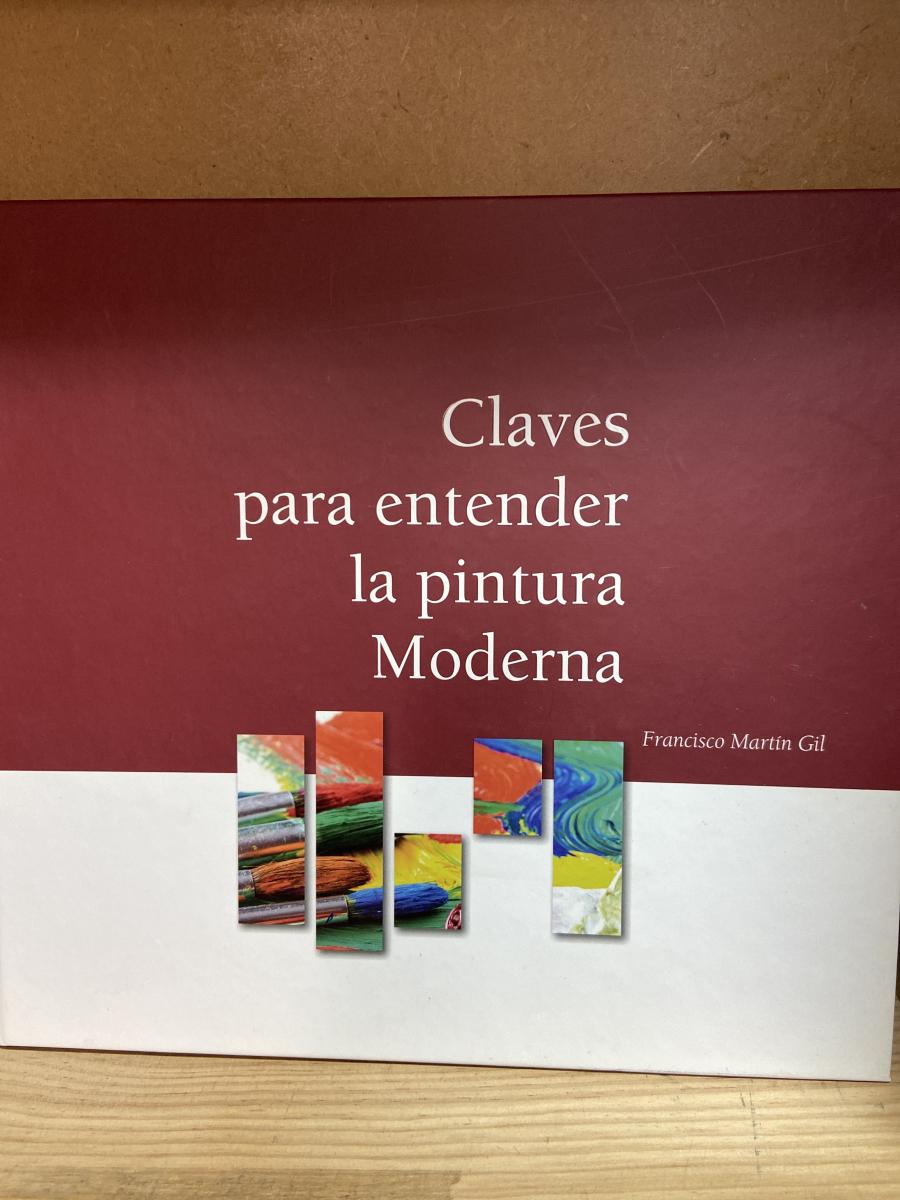 Claves
para entender
la pintura
Moderna
Francisco Martín Gil